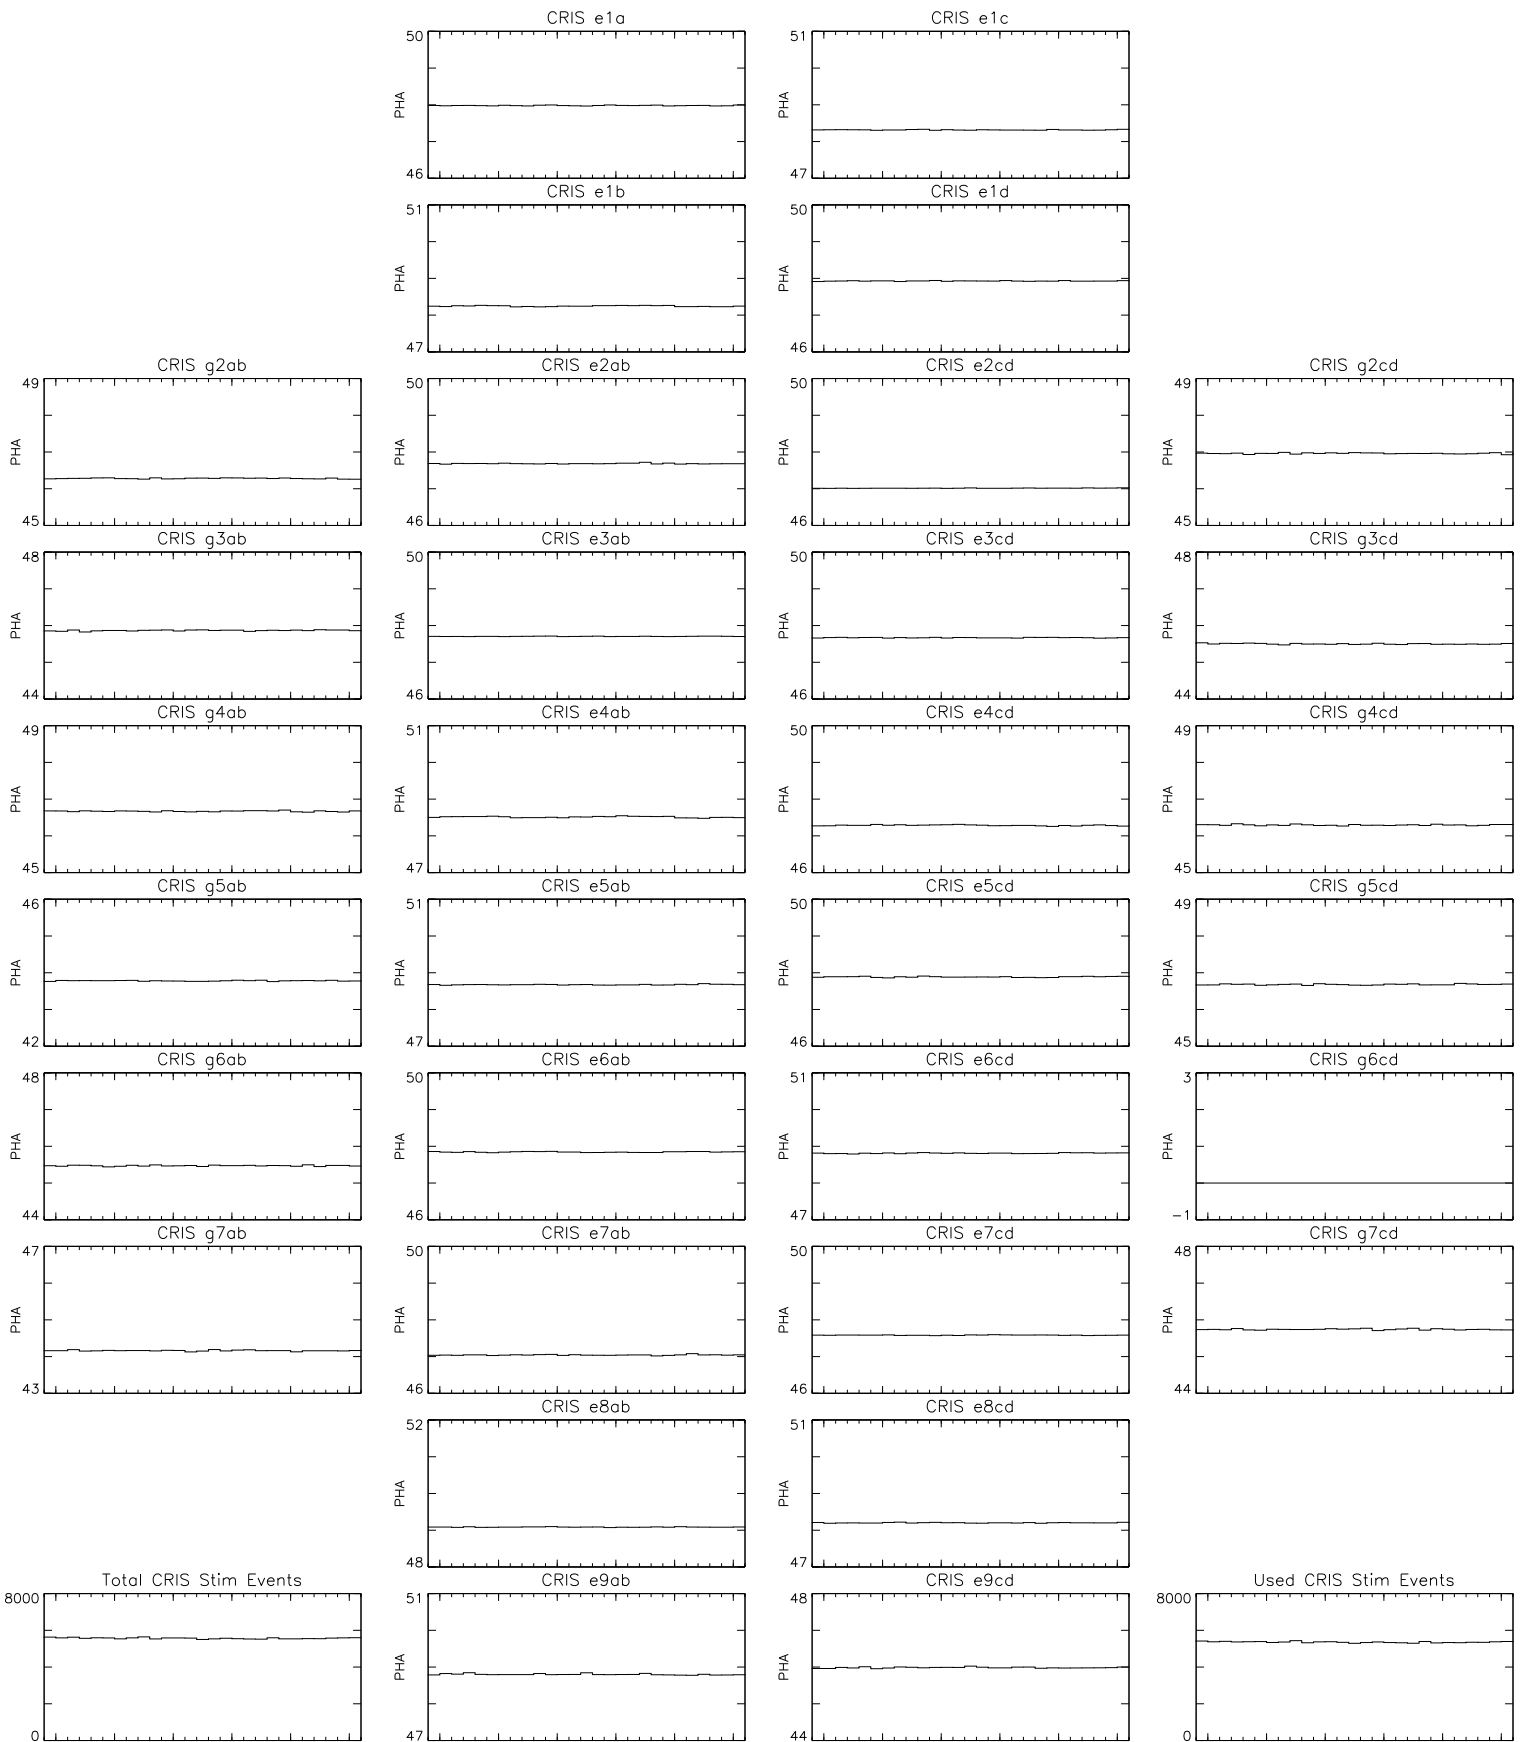 CRIS e1a
50
PHA
46
CRIS e1c
51
PHA
47
CRIS e1b
51
PHA
47
CRIS e1d
50
PHA
46
CRIS g2ab
49
PHA
45
CRIS e2ab
50
PHA
46
CRIS e2cd
50
PHA
46
CRIS g2cd
49
PHA
45
CRIS g3ab
48
PHA
44
CRIS e3ab
50
PHA
46
CRIS e3cd
50
PHA
46
CRIS g3cd
48
PHA
44
CRIS g4ab
49
PHA
45
CRIS e4ab
51
PHA
47
CRIS e4cd
50
PHA
46
CRIS g4cd
49
PHA
45
CRIS g5ab
46
PHA
42
CRIS e5ab
51
PHA
47
CRIS e5cd
50
PHA
46
CRIS g5cd
49
PHA
45
CRIS g6ab
48
PHA
44
CRIS e6ab
50
PHA
46
CRIS e6cd
51
PHA
47
CRIS g6cd
3
PHA
-1
CRIS g7ab
47
PHA
43
CRIS e7ab
50
PHA
46
CRIS e7cd
50
PHA
46
CRIS g7cd
48
PHA
44
CRIS e8ab
52
PHA
48
CRIS e8cd
51
PHA
47
Total CRIS Stim Events
8000
0
CRIS e9ab
51
PHA
47
CRIS e9cd
48
PHA
44
Used CRIS Stim Events
8000
0